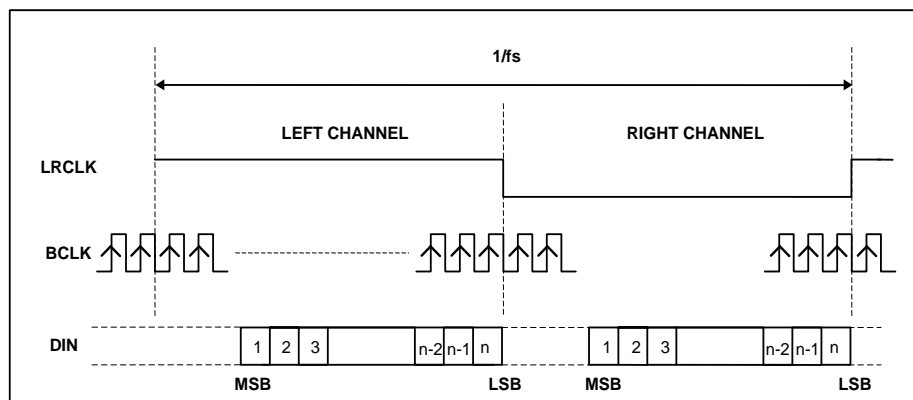 1/fs
LEFT CHANNEL RIGHT CHANNEL
LRCLK
BCLK
DIN 1 2 3 n-2 n-1 n 1 2 3 n-2 n-1 n
MSB LSB MSB LSB